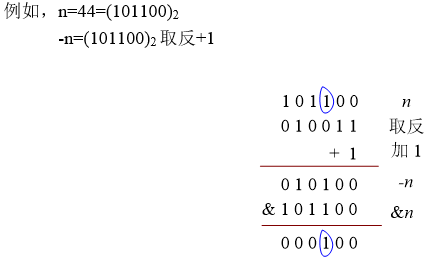 例如，n=44=(101100)₂
-n=(101100)₂取反+1
1 0 1 1 0 0 n
0 1 0 0 1 1 取反
+ 1 加 1
0 1 0 1 0 0 -n
& 1 0 1 1 0 0 &n
0 0 0 1 0 0